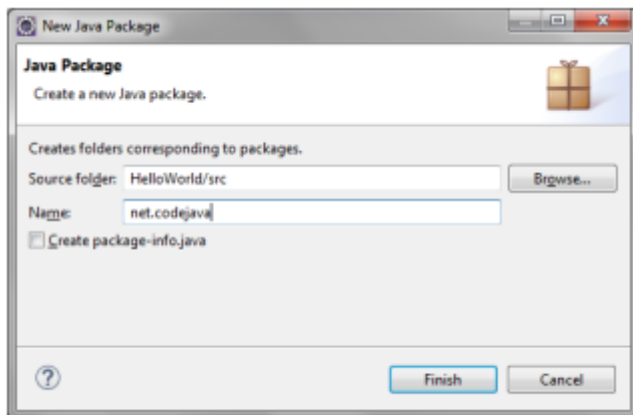 New Java Package
Java Package
Create a new Java package.
Creates folders corresponding to packages.
Source folder: HelloWorld/src Browse...
Name: net.codejava
Create package-info.java
? Finish Cancel